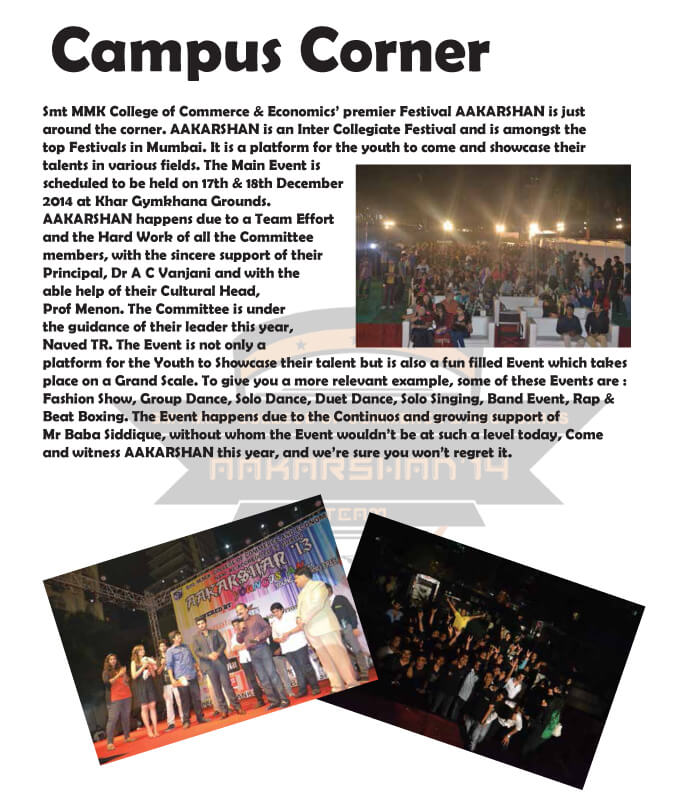 Campus Corner
Smt MMK College of Commerce & Economics' premier Festival AAKARSHAN is just
around the corner. AAKARSHAN is an Inter Collegiate Festival and is amongst the
top Festivals in Mumbai. It is a platform for the youth to come and showcase their
talents in various fields. The Main Event is
scheduled to be held on 17th & 18th December
2014 at Khar Gymkhana Grounds.
AAKARSHAN happens due to a Team Effort
and the Hard Work of all the Committee
members, with the sincere support of their
Principal, Dr A C Vanjani and with the
able help of their Cultural Head,
Prof Menon. The Committee is under
the guidance of their leader this year,
Naved TR. The Event is not only a
platform for the Youth to Showcase their talent but is also a fun filled Event which takes
place on a Grand Scale. To give you a more relevant example, some of these Events are :
Fashion Show, Group Dance, Solo Dance, Duet Dance, Solo Singing, Band Event, Rap &
Beat Boxing. The Event happens due to the Continuos and growing support of
Mr Baba Siddique, without whom the Event wouldn't be at such a level today, Come
and witness AAKARSHAN this year, and we're sure you won't regret it.
AAKARSHAN'14
TEAM
AAKARSHAN '13
POWERED BY